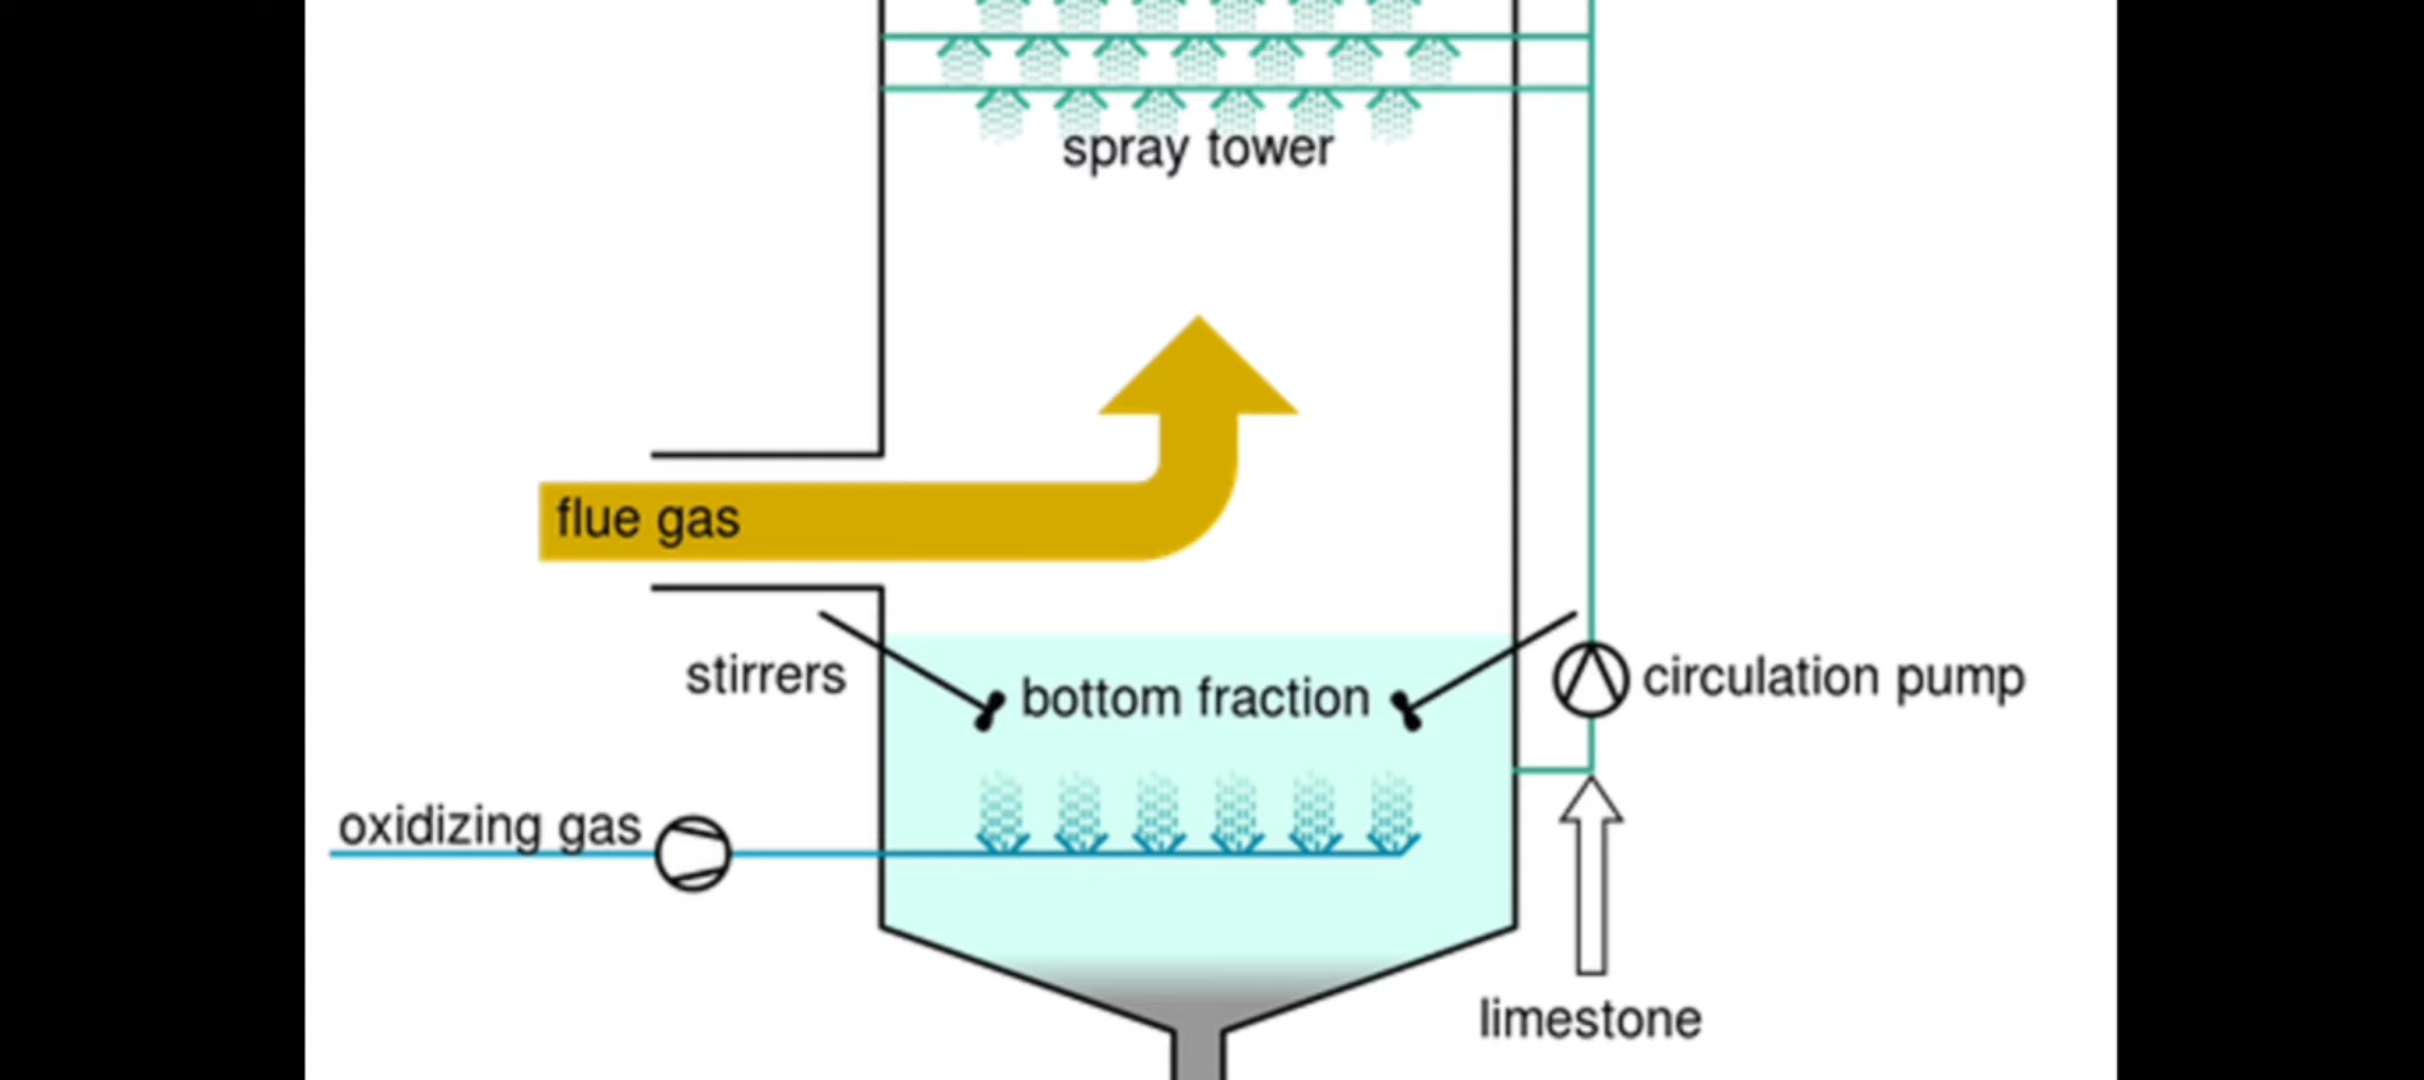 spray tower
flue gas
stirrers
bottom fraction
circulation pump
oxidizing gas
limestone